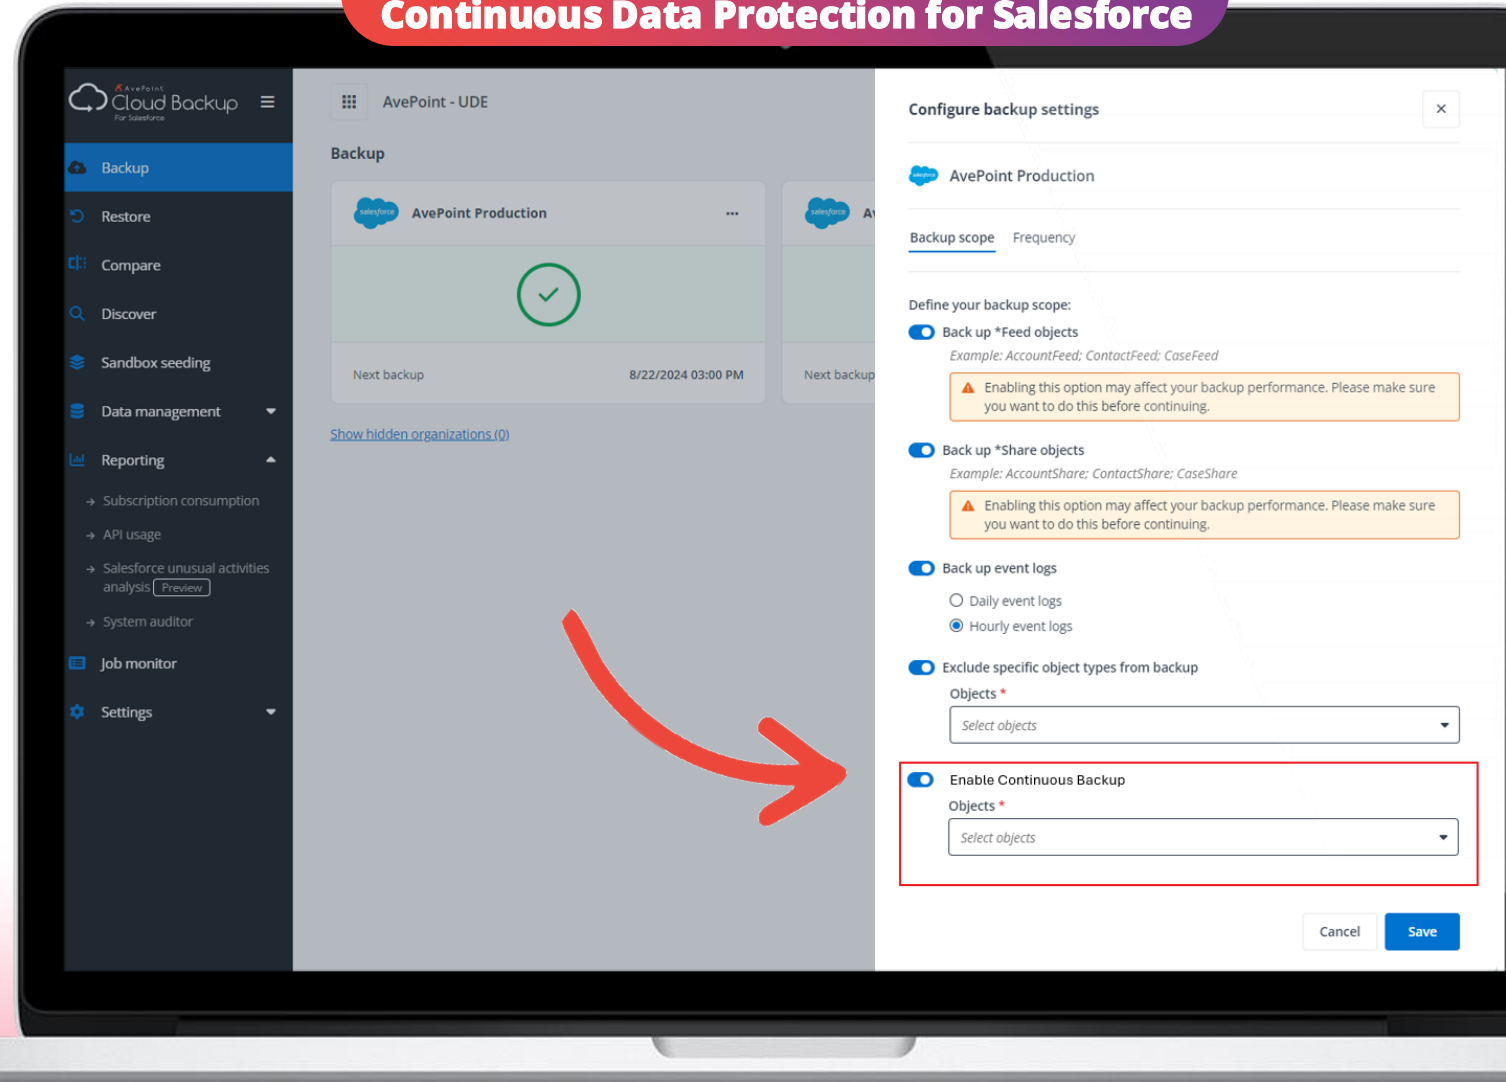 Continuous Data Protection for Salesforce
AvePoint
Cloud Backup
For Salesforce
Backup
Restore
Compare
Discover
Sandbox seeding
Data management
Reporting
Subscription consumption
API usage
Salesforce unusual activities
analysis Preview
System auditor
Job monitor
Settings
AvePoint - UDE
Backup
salesforce
AvePoint Production
Next backup
8/22/2024 03:00 PM
salesforce
Next backup
Show hidden organizations (0)
Configure backup settings
salesforce
AvePoint Production
Backup scope
Frequency
Define your backup scope:
Back up *Feed objects
Example: AccountFeed; ContactFeed; CaseFeed
Enabling this option may affect your backup performance. Please make sure
you want to do this before continuing.
Back up *Share objects
Example: AccountShare; ContactShare; CaseShare
Enabling this option may affect your backup performance. Please make sure
you want to do this before continuing.
Back up event logs
Daily event logs
Hourly event logs
Exclude specific object types from backup
Objects *
Select objects
Enable Continuous Backup
Objects *
Select objects
Cancel
Save